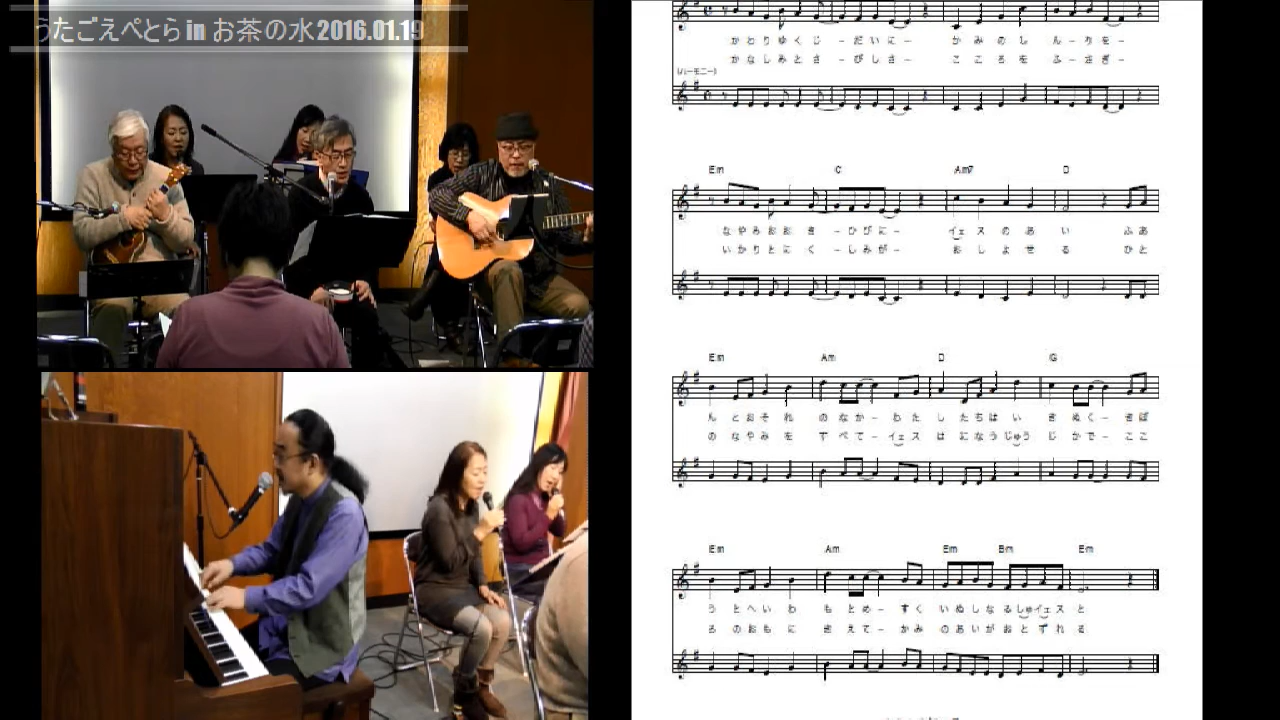 うたごえぺとら in お茶の水 2016.01.19
かわりゆくじ－だいに－ かみのし ん－りを－
かなしみとさ－びしさ－ こころを ふ－さぎ－
(ハーモニー)
Em C Am7 D
なやみおおき－ひびに－ イェスのあい ふあ
いかりとにく－しみが－ おしよせる ひと
Em Am D G
んとおそれ のなか－わた したちはい きぬく－ きぼ
のなやみを すべて－イェス はになうじゅう じかで－ ここ
Em Am Em Bm Em
うとへいわ もとめ－すく いぬしなるしゅイェス と
ろのおもに きえて－かみ のあいがおとずれ る